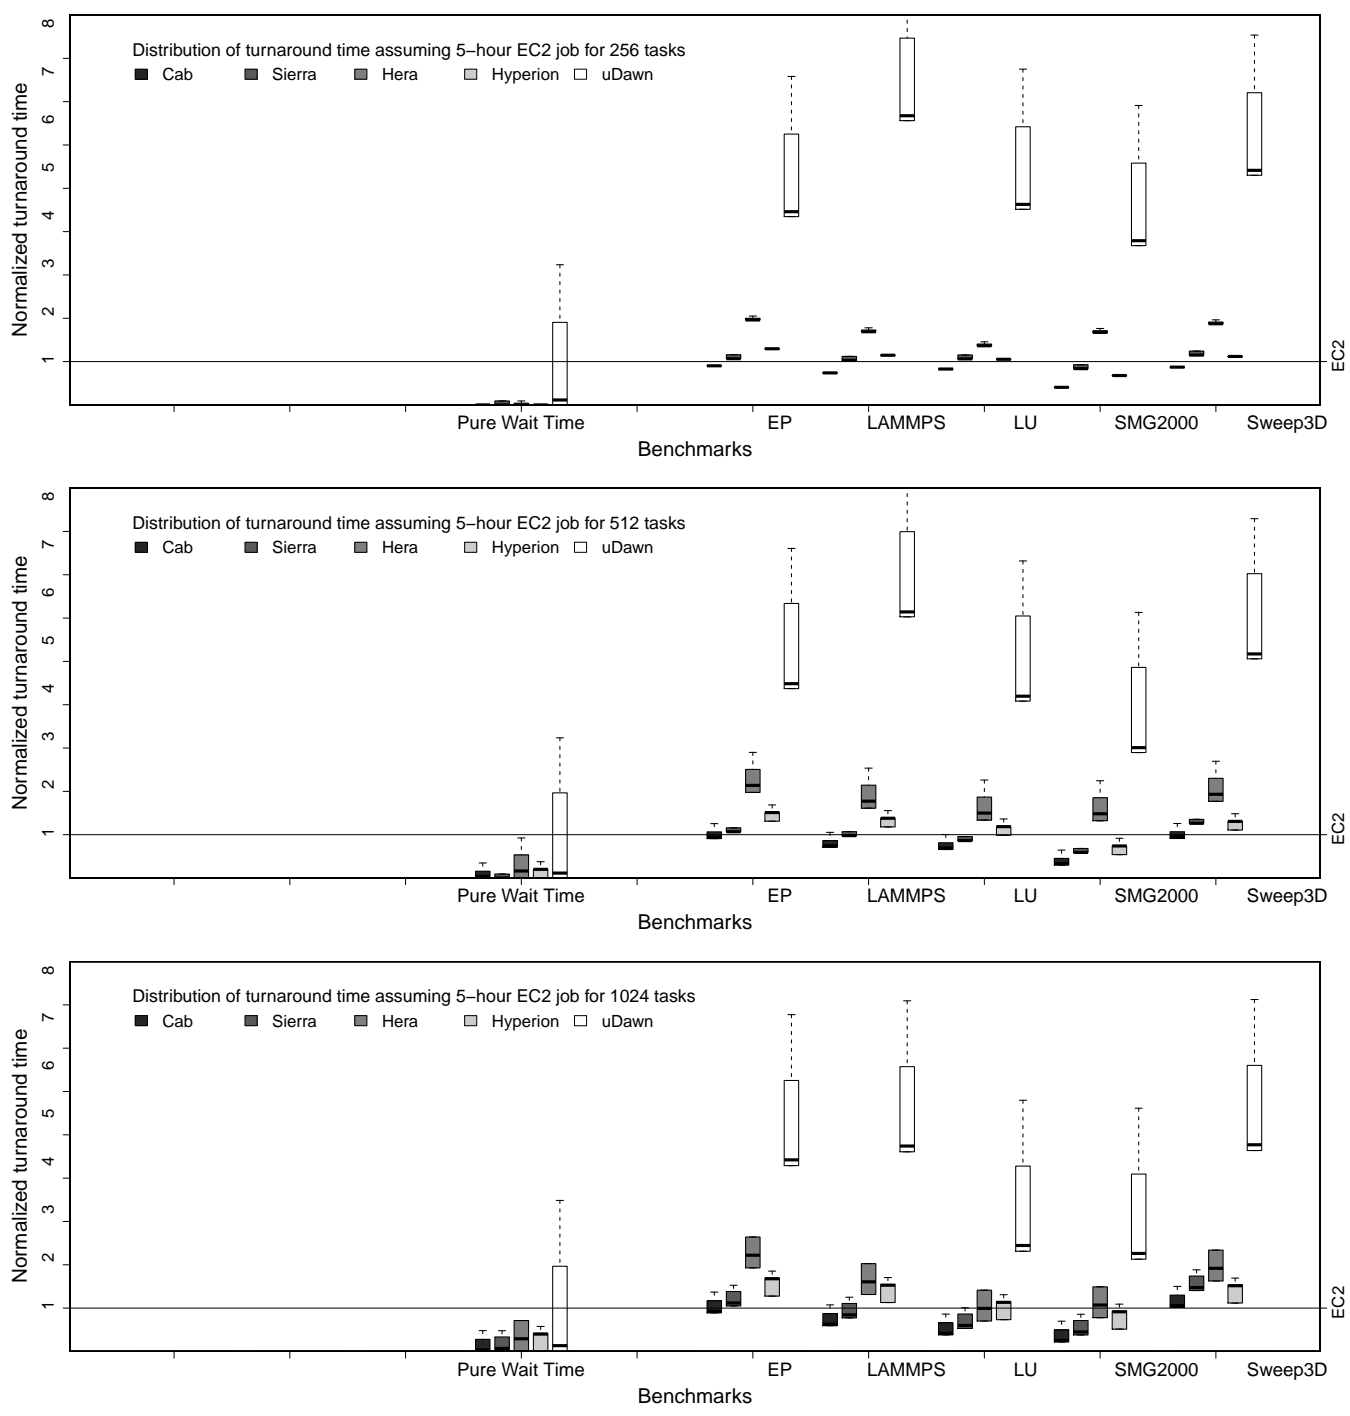 Distribution of turnaround time assuming 5−hour EC2 job for 256 tasks
Cab Sierra Hera Hyperion uDawn
Normalized turnaround time
8
7
6
5
4
3
2
1
EC2
Pure Wait Time EP LAMMPS LU SMG2000 Sweep3D
Benchmarks
Distribution of turnaround time assuming 5−hour EC2 job for 512 tasks
Cab Sierra Hera Hyperion uDawn
Normalized turnaround time
8
7
6
5
4
3
2
1
EC2
Pure Wait Time EP LAMMPS LU SMG2000 Sweep3D
Benchmarks
Distribution of turnaround time assuming 5−hour EC2 job for 1024 tasks
Cab Sierra Hera Hyperion uDawn
Normalized turnaround time
8
7
6
5
4
3
2
1
EC2
Pure Wait Time EP LAMMPS LU SMG2000 Sweep3D
Benchmarks